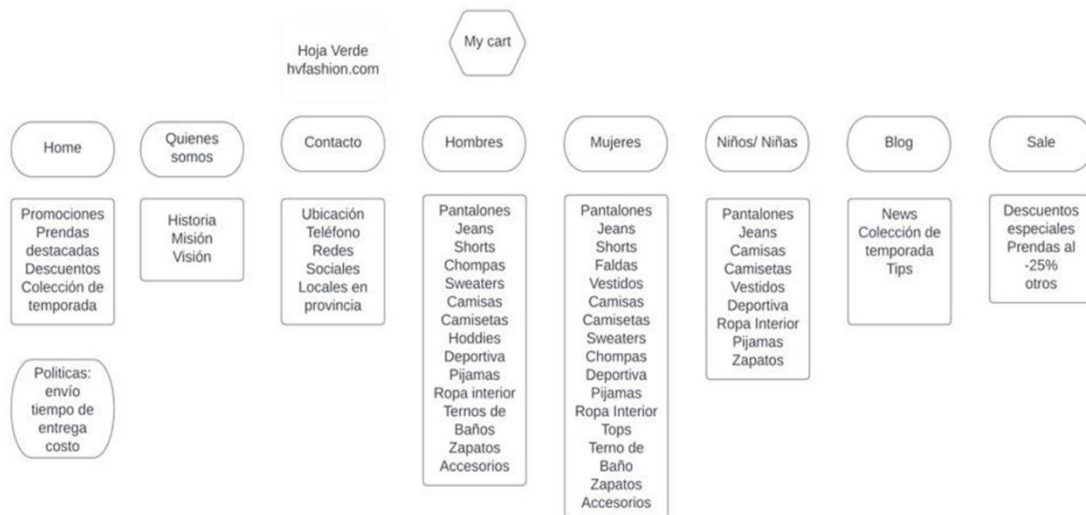 Hoja Verde
hvfashion.com
My cart
Home
Quienes
somos
Contacto
Hombres
Mujeres
Niños/ Niñas
Blog
Sale
Promociones
Prendas
destacadas
Descuentos
Colección de
temporada
Historia
Misión
Visión
Ubicación
Teléfono
Redes
Sociales
Locales en
provincia
Pantalones
Jeans
Shorts
Chompas
Sweaters
Camisas
Camisetas
Hoddies
Deportiva
Pijamas
Ropa interior
Ternos de
Baños
Zapatos
Accesorios
Pantalones
Jeans
Shorts
Faldas
Vestidos
Camisas
Camisetas
Sweaters
Chompas
Deportiva
Pijamas
Ropa Interior
Tops
Terno de
Baño
Zapatos
Accesorios
Pantalones
Jeans
Camisas
Camisetas
Vestidos
Deportiva
Ropa Interior
Pijamas
Zapatos
News
Colección de
temporada
Tips
Descuentos
especiales
Prendas al
-25%
otros
Politicas:
envío
tiempo de
entrega
costo